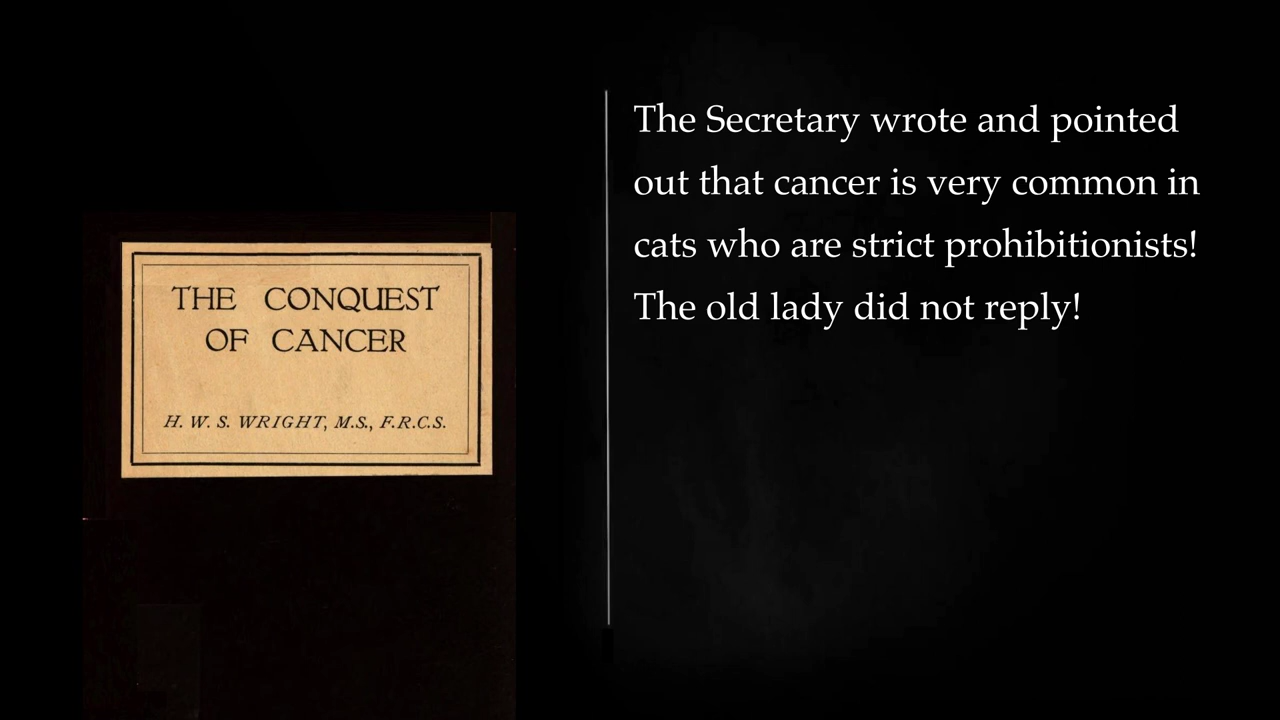 THE CONQUEST
OF CANCER
H. W. S. WRIGHT, M.S., F.R.C.S.
The Secretary wrote and pointed
out that cancer is very common in
cats who are strict prohibitionists!
The old lady did not reply!